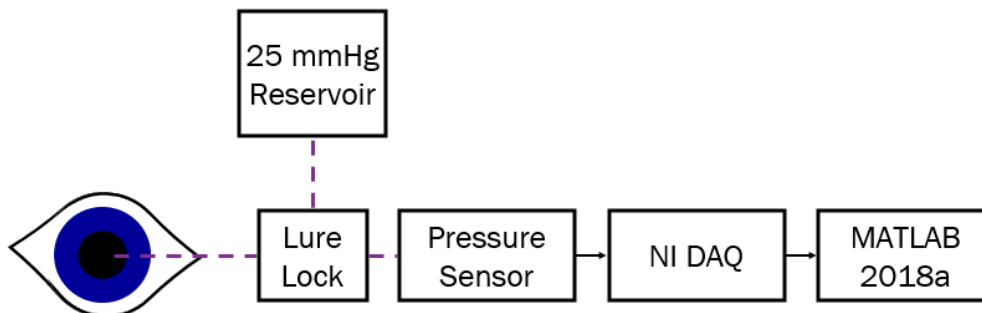 25 mmHg
Reservoir
Lure
Lock
Pressure
Sensor
NI DAQ
MATLAB
2018a